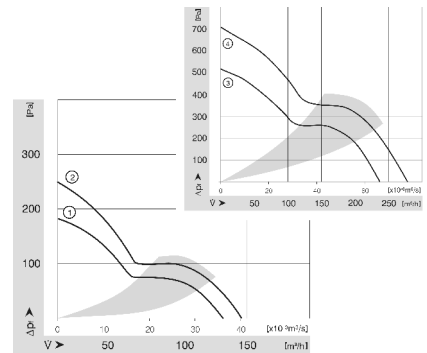 [Pa]
700
600
500
400
300
200
100
Δpf ➤
④
③
0 20 40 60 [x10⁻³m³/s]
V̇ ➤ 50 100 150 200 250 [m³/h]
[Pa]
300
200
100
Δpf ➤
②
①
0 10 20 30 40 [x10⁻³m³/s]
V̇ ➤ 50 100 150 [m³/h]